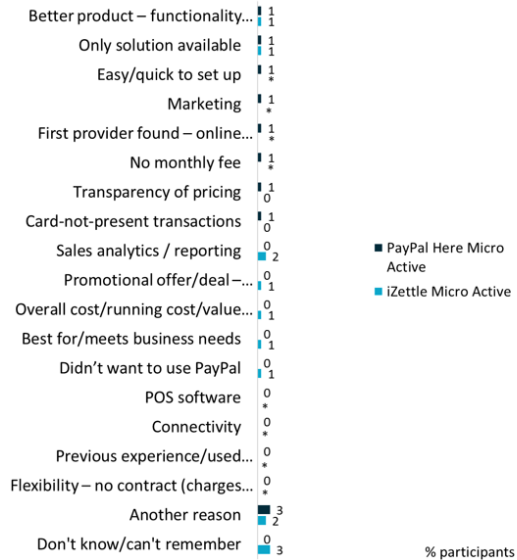 Better product – functionality... 1
1
Only solution available 1
1
Easy/quick to set up 1
*
Marketing 1
*
First provider found – online... 1
*
No monthly fee 1
*
Transparency of pricing 1
0
Card-not-present transactions 1
0
Sales analytics / reporting 0
2
Promotional offer/deal –... 0
1
Overall cost/running cost/value... 0
1
Best for/meets business needs 0
1
Didn't want to use PayPal 0
1
POS software 0
*
Connectivity 0
*
Previous experience/used... 0
*
Flexibility – no contract (charges... 0
*
Another reason 3
2
Don't know/can't remember 0
3
PayPal Here Micro
Active
iZettle Micro Active
% participants